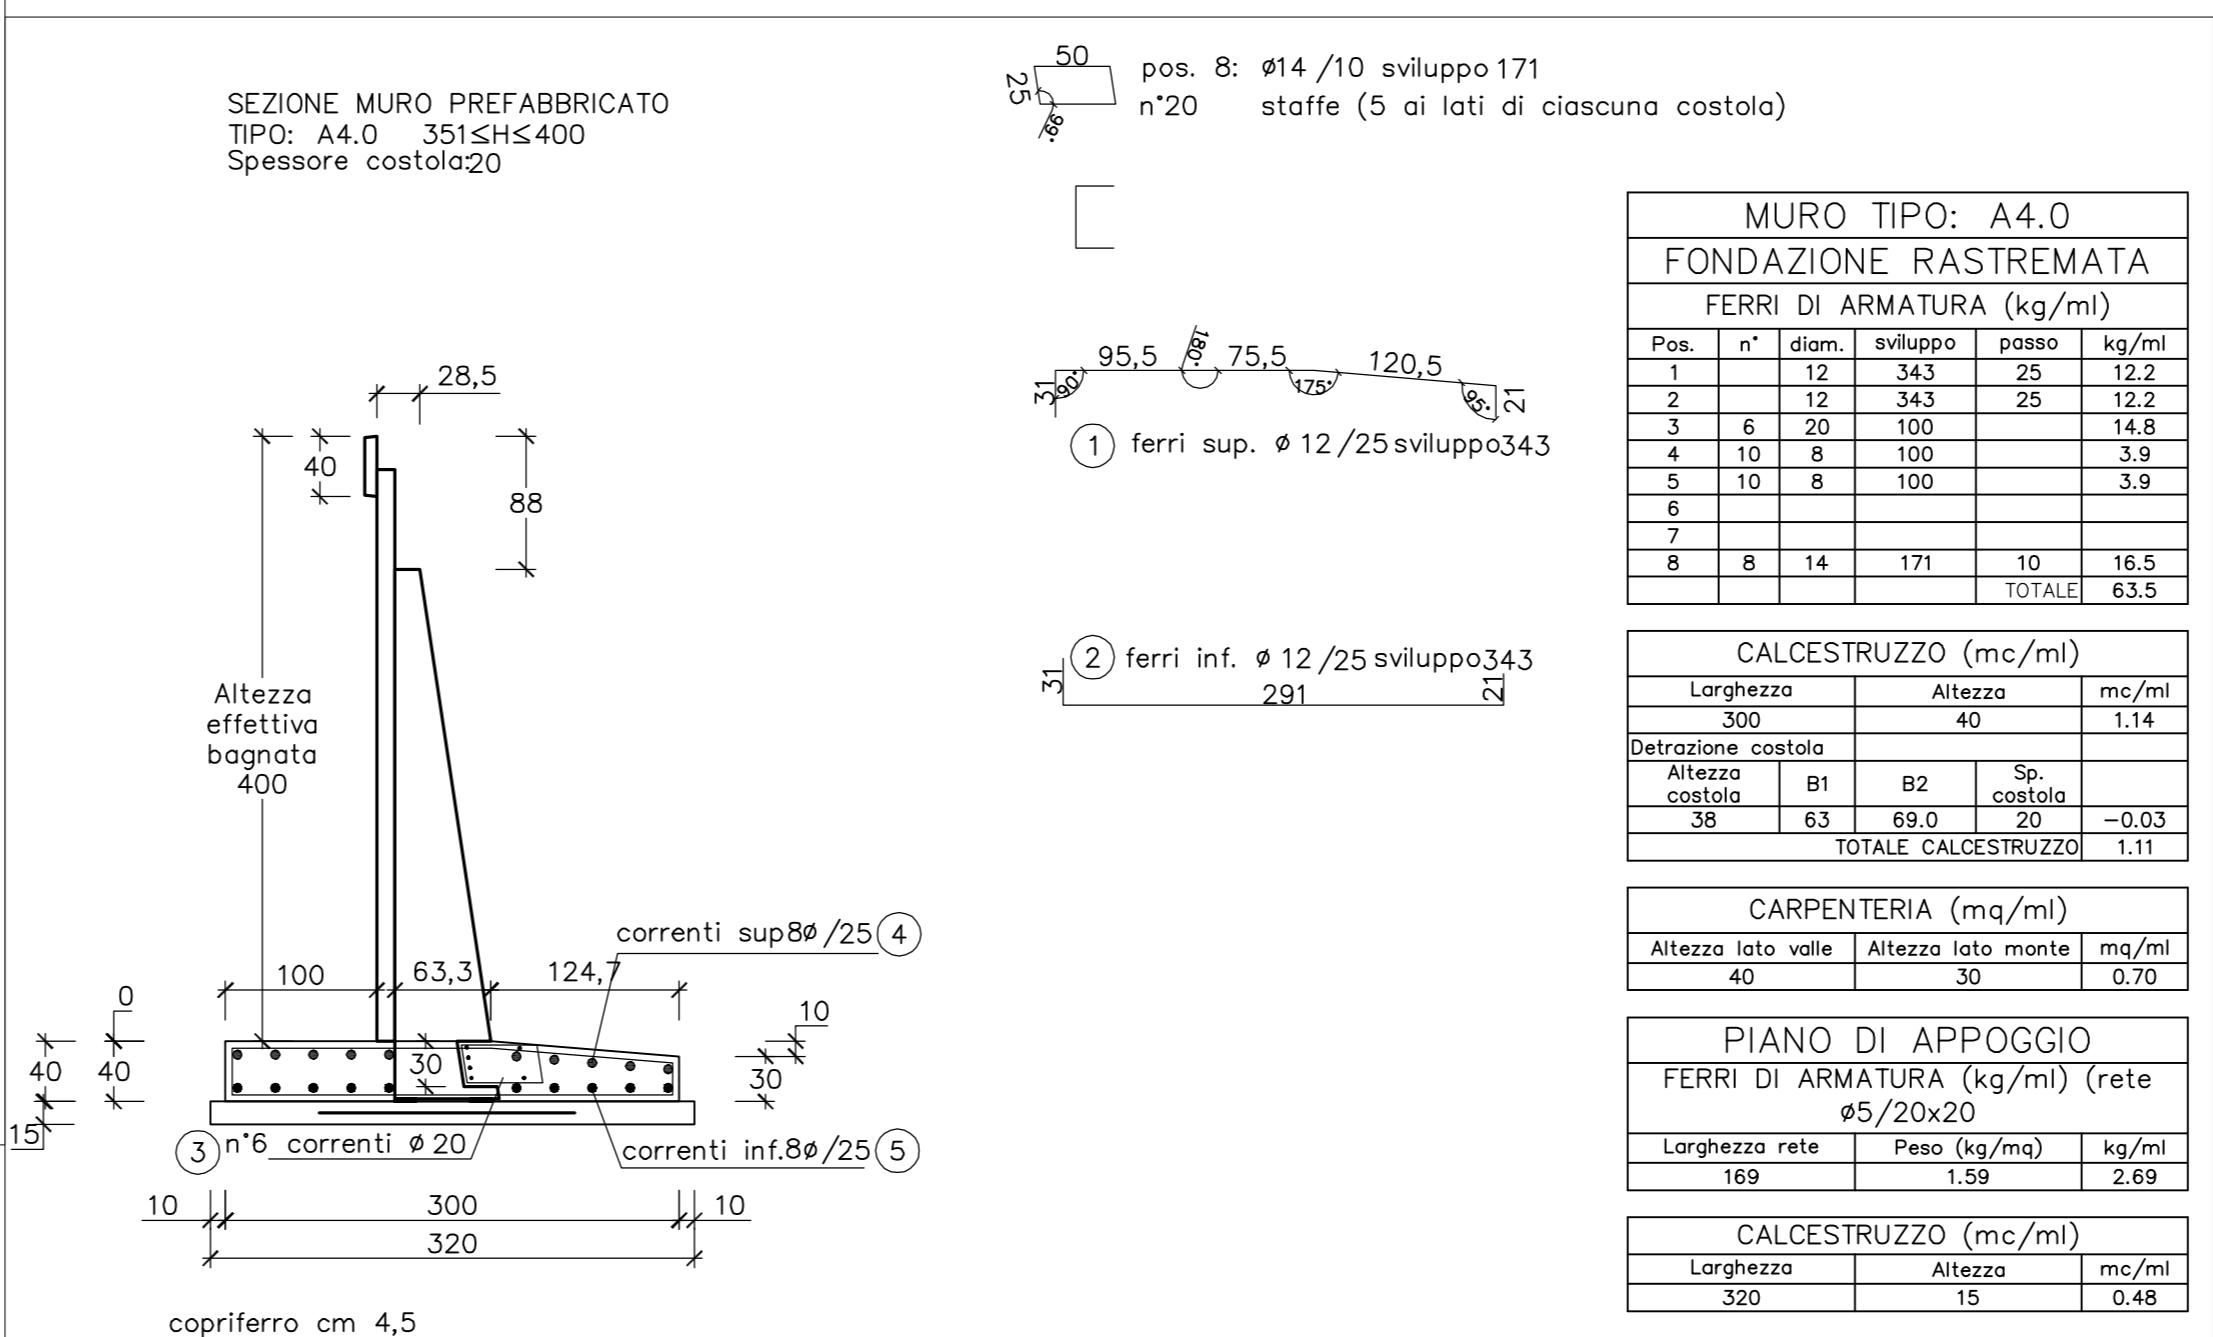 SEZIONE MURO PREFABBRICATO
TIPO: A4.0 351≤H≤400
Spessore costola:20
50
25
99°
pos. 8: ø14 /10 sviluppo 171
n°20 staffe (5 ai lati di ciascuna costola)
95,5
180°
75,5
120,5
31
90°
175°
95°
21
1 ferri sup. ø 12 /25 sviluppo343
2 ferri inf. ø 12 /25 sviluppo343
31
291
21
28,5
40
88
Altezza
effettiva
bagnata
400
correnti sup8ø /25 4
100
63,3
124,7
0
10
40
40
30
30
15
3 n°6 correnti ø 20
correnti inf.8ø /25 5
10
300
10
320
copriferro cm 4,5
MURO TIPO: A4.0
FONDAZIONE RASTREMATA
FERRI DI ARMATURA (kg/ml)
Pos. n° diam. sviluppo passo kg/ml
1 12 343 25 12.2
2 12 343 25 12.2
3 6 20 100 14.8
4 10 8 100 3.9
5 10 8 100 3.9
6
7
8 8 14 171 10 16.5
TOTALE 63.5
CALCESTRUZZO (mc/ml)
Larghezza Altezza mc/ml
300 40 1.14
Detrazione costola
Altezza costola B1 B2 Sp. costola
38 63 69.0 20 −0.03
TOTALE CALCESTRUZZO 1.11
CARPENTERIA (mq/ml)
Altezza lato valle Altezza lato monte mq/ml
40 30 0.70
PIANO DI APPOGGIO
FERRI DI ARMATURA (kg/ml) (rete
ø5/20x20
Larghezza rete Peso (kg/mq) kg/ml
169 1.59 2.69
CALCESTRUZZO (mc/ml)
Larghezza Altezza mc/ml
320 15 0.48